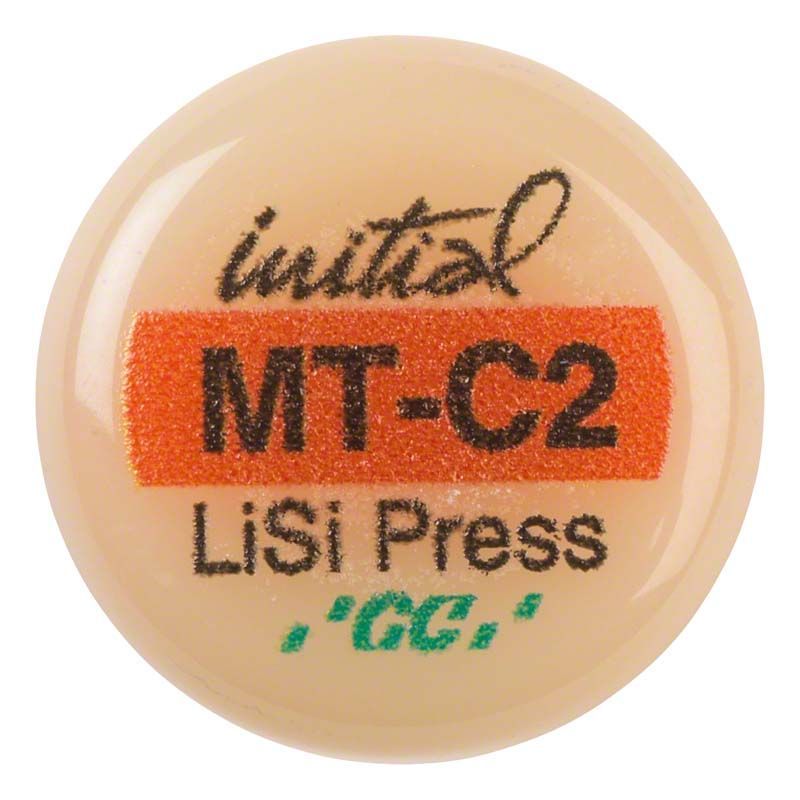 initial
MT-C2
LiSi Press
GC